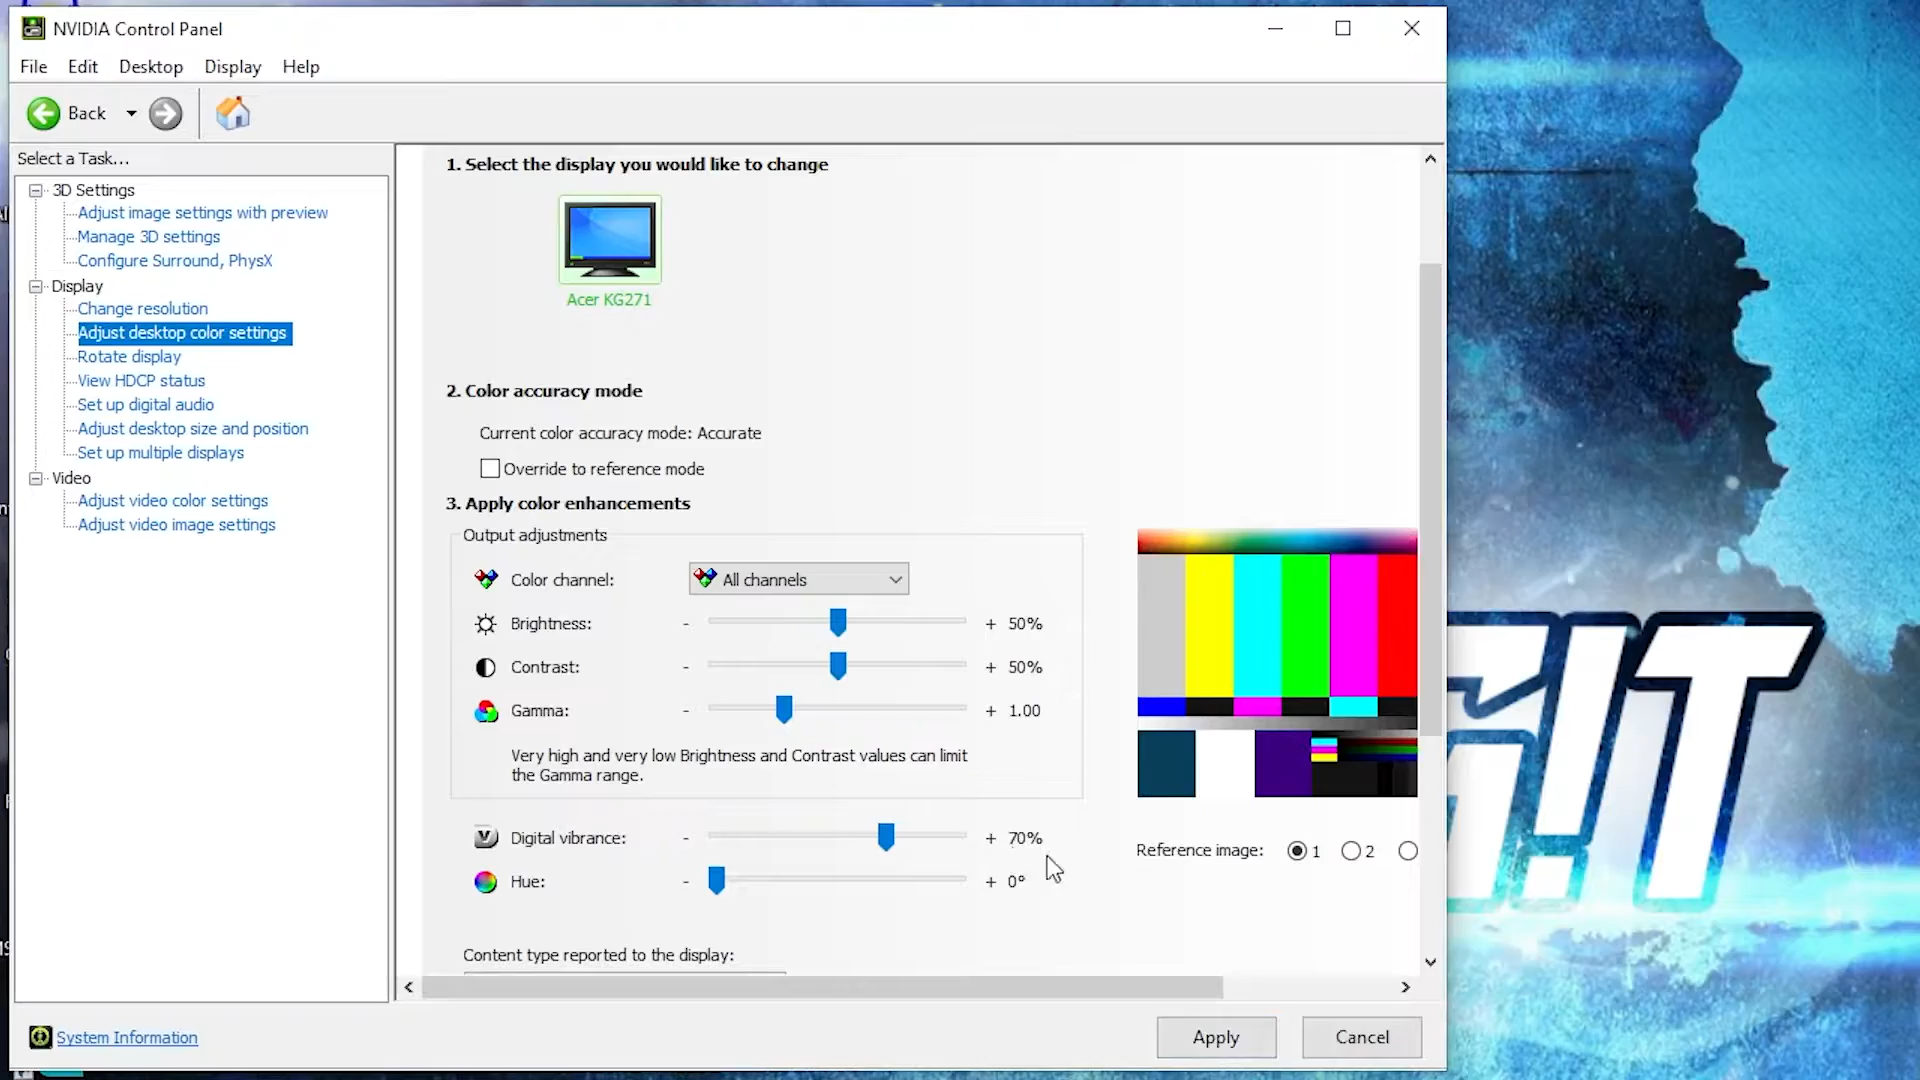 NVIDIA Control Panel
File Edit Desktop Display Help
Back
Select a Task...
3D Settings
Adjust image settings with preview
Manage 3D settings
Configure Surround, PhysX
Display
Change resolution
Adjust desktop color settings
Rotate display
View HDCP status
Set up digital audio
Adjust desktop size and position
Set up multiple displays
Video
Adjust video color settings
Adjust video image settings
System Information
1. Select the display you would like to change
Acer KG271
2. Color accuracy mode
Current color accuracy mode: Accurate
Override to reference mode
3. Apply color enhancements
Output adjustments
Color channel: All channels
Brightness: - + 50%
Contrast: - + 50%
Gamma: - + 1.00
Very high and very low Brightness and Contrast values can limit
the Gamma range.
Digital vibrance: - + 70%
Hue: - + 0°
Reference image: 1 2
Content type reported to the display:
Apply Cancel